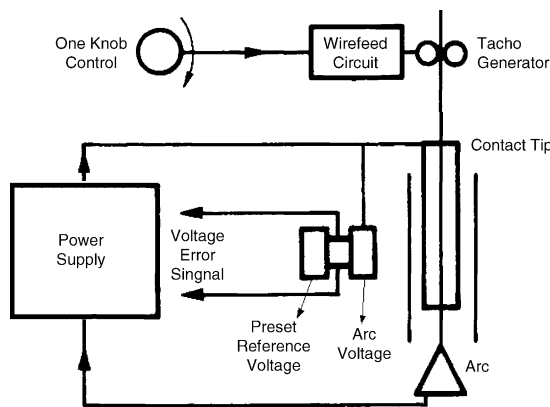 One Knob
Control
Wirefeed
Circuit
Tacho
Generator
Contact Tip
Power
Supply
Voltage
Error
Singnal
Preset
Reference
Voltage
Arc
Voltage
Arc